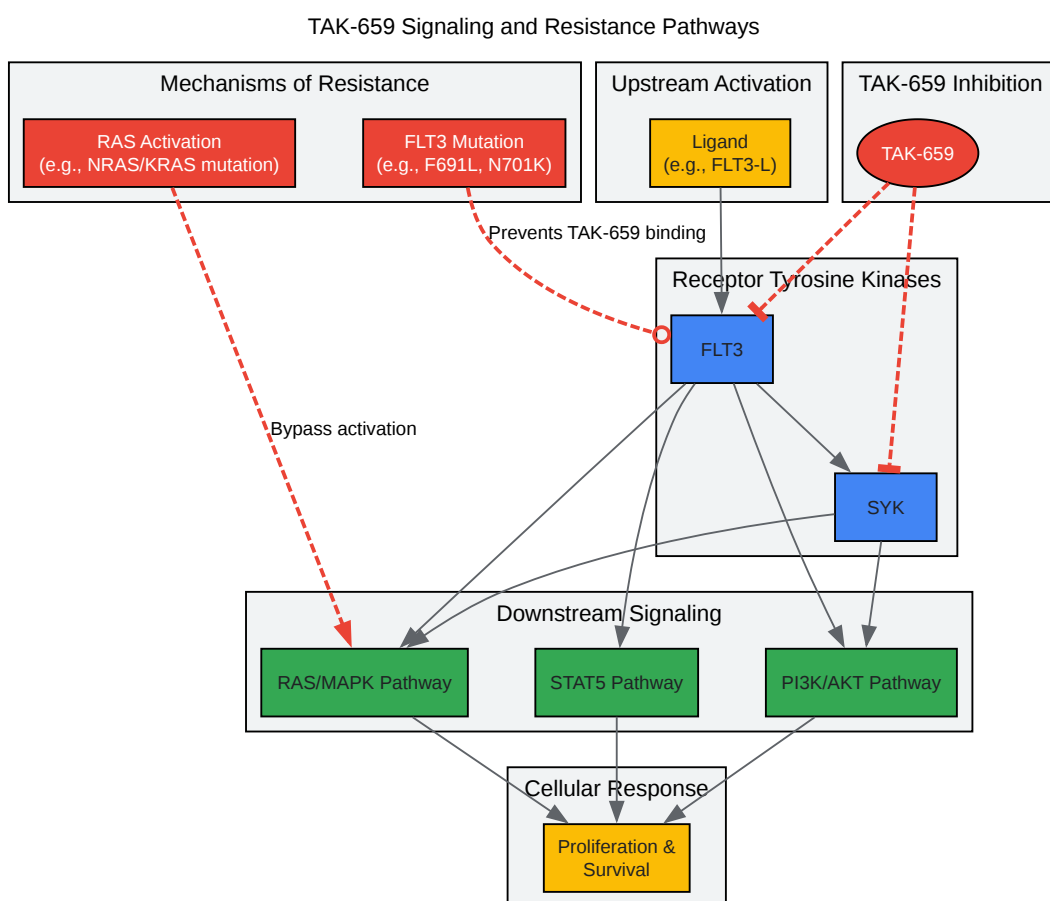 TAK-659 Signaling and Resistance Pathways
Mechanisms of Resistance
Upstream Activation
TAK-659 Inhibition
RAS Activation
(e.g., NRAS/KRAS mutation)
FLT3 Mutation
(e.g., F691L, N701K)
Ligand
(e.g., FLT3-L)
TAK-659
Prevents TAK-659 binding
Receptor Tyrosine Kinases
FLT3
Bypass activation
SYK
Downstream Signaling
RAS/MAPK Pathway
STAT5 Pathway
PI3K/AKT Pathway
Cellular Response
Proliferation &
Survival